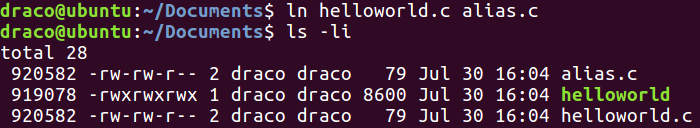 draco@ubuntu:~/Documents$ ln helloworld.c alias.c
draco@ubuntu:~/Documents$ ls -li
total 28
920582 -rw-rw-r-- 2 draco draco   79 Jul 30 16:04 alias.c
919078 -rwxrwxrwx 1 draco draco 8600 Jul 30 16:04 helloworld
920582 -rw-rw-r-- 2 draco draco   79 Jul 30 16:04 helloworld.c